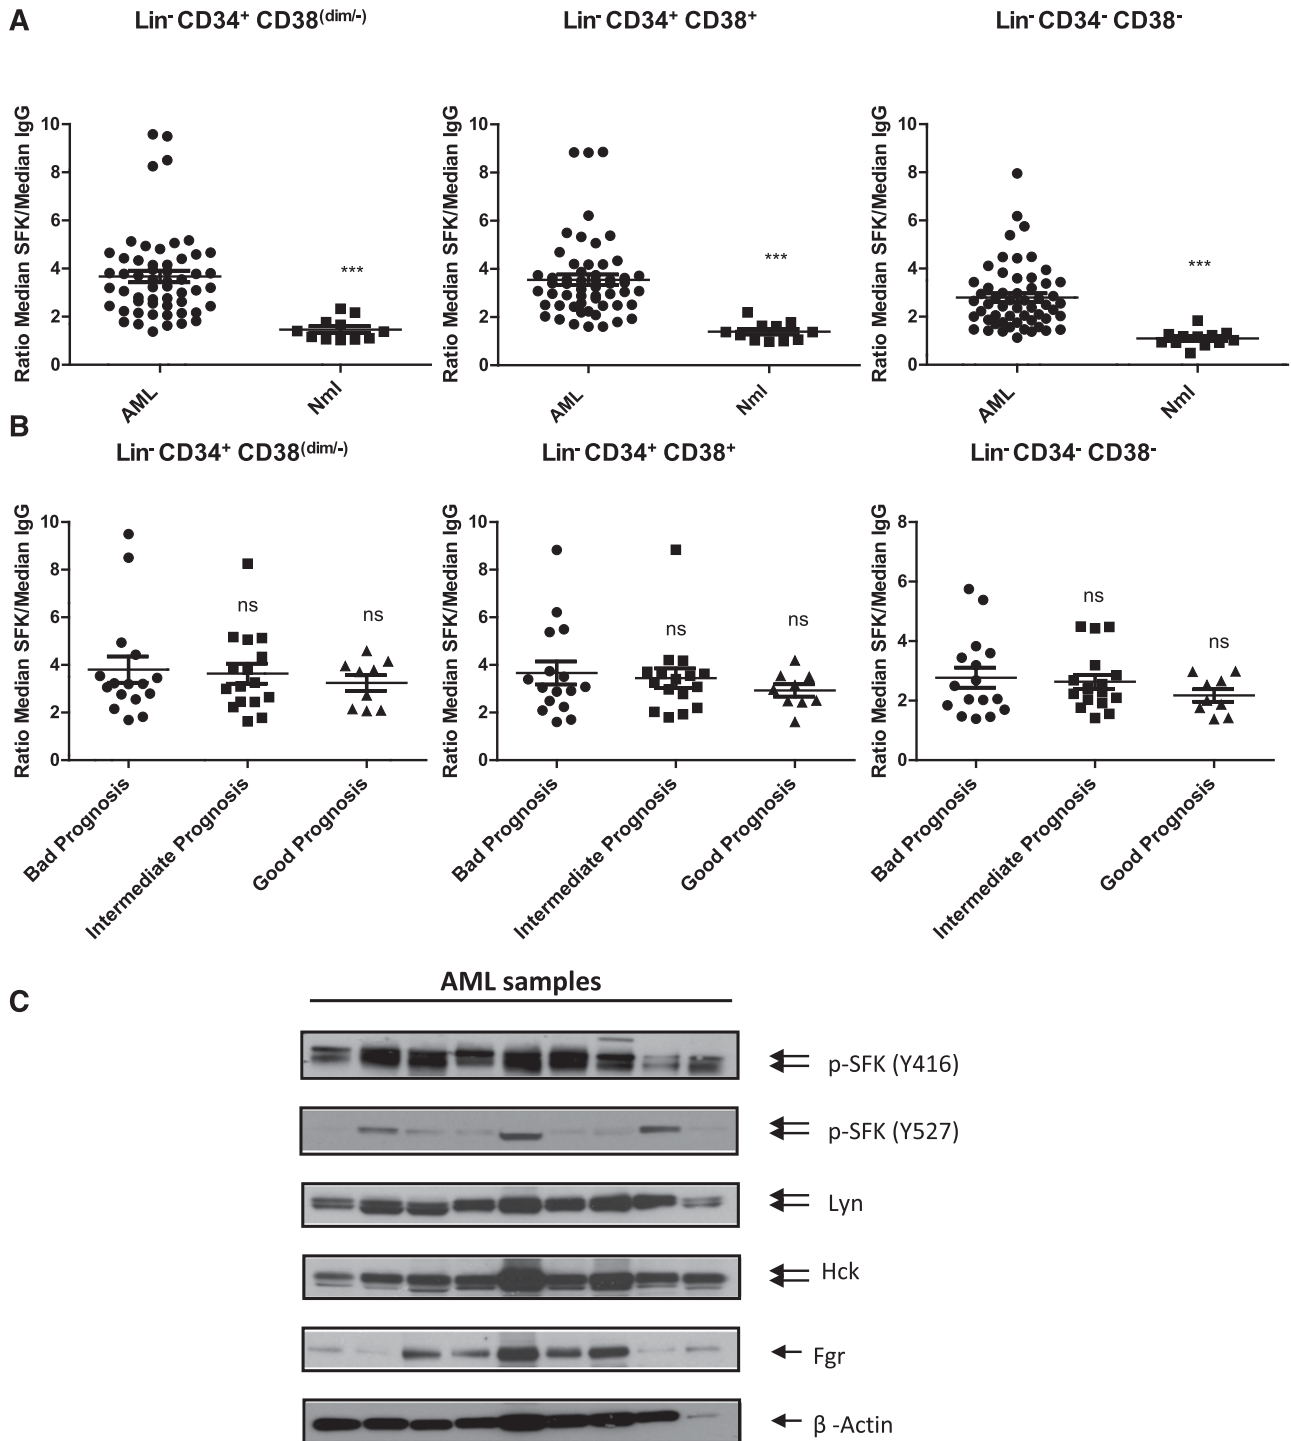 A
Lin⁻ CD34⁺ CD38⁽ᵈⁱᵐ/⁻⁾
Lin⁻ CD34⁺ CD38⁺
Lin⁻ CD34⁻ CD38⁻
Ratio Median SFK/Median IgG
10
8
6
4
2
0
***
AML
Nml
Ratio Median SFK/Median IgG
10
8
6
4
2
0
***
AML
Nml
Ratio Median SFK/Median IgG
10
8
6
4
2
0
***
AML
Nml
B
Lin⁻ CD34⁺ CD38⁽ᵈⁱᵐ/⁻⁾
Lin⁻ CD34⁺ CD38⁺
Lin⁻ CD34⁻ CD38⁻
Ratio Median SFK/Median IgG
10
8
6
4
2
0
ns
ns
Bad Prognosis
Intermediate Prognosis
Good Prognosis
Ratio Median SFK/Median IgG
10
8
6
4
2
0
ns
ns
Bad Prognosis
Intermediate Prognosis
Good Prognosis
Ratio Median SFK/Median IgG
8
6
4
2
0
ns
ns
Bad Prognosis
Intermediate Prognosis
Good Prognosis
C
AML samples
p-SFK (Y416)
p-SFK (Y527)
Lyn
Hck
Fgr
β -Actin